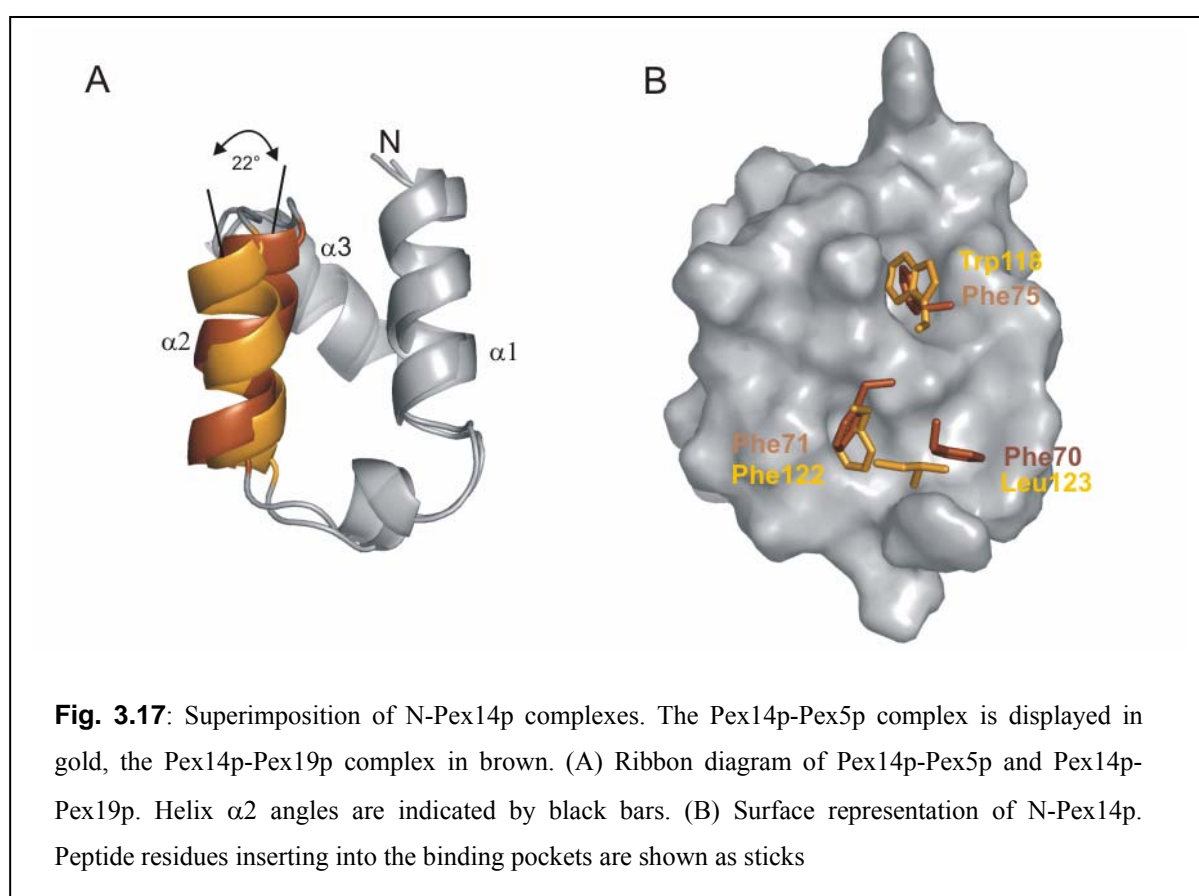 A
B
22°
N
α3
α2
α1
Trp118
Phe75
Phe71
Phe122
Phe70
Leu123
Fig. 3.17: Superimposition of N-Pex14p complexes. The Pex14p-Pex5p complex is displayed in
gold, the Pex14p-Pex19p complex in brown. (A) Ribbon diagram of Pex14p-Pex5p and Pex14p-
Pex19p. Helix α2 angles are indicated by black bars. (B) Surface representation of N-Pex14p.
Peptide residues inserting into the binding pockets are shown as sticks